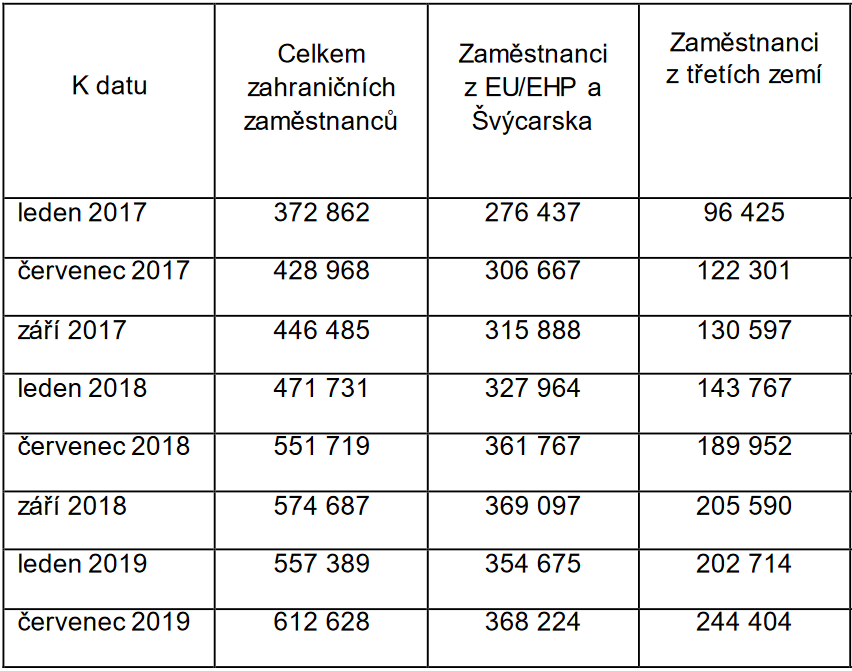 K datu
Celkem
zahraničních
zaměstnanců
Zaměstnanci
z EU/EHP a
Švýcarska
Zaměstnanci
z třetích zemí
leden 2017 372 862 276 437 96 425
červenec 2017 428 968 306 667 122 301
září 2017 446 485 315 888 130 597
leden 2018 471 731 327 964 143 767
červenec 2018 551 719 361 767 189 952
září 2018 574 687 369 097 205 590
leden 2019 557 389 354 675 202 714
červenec 2019 612 628 368 224 244 404